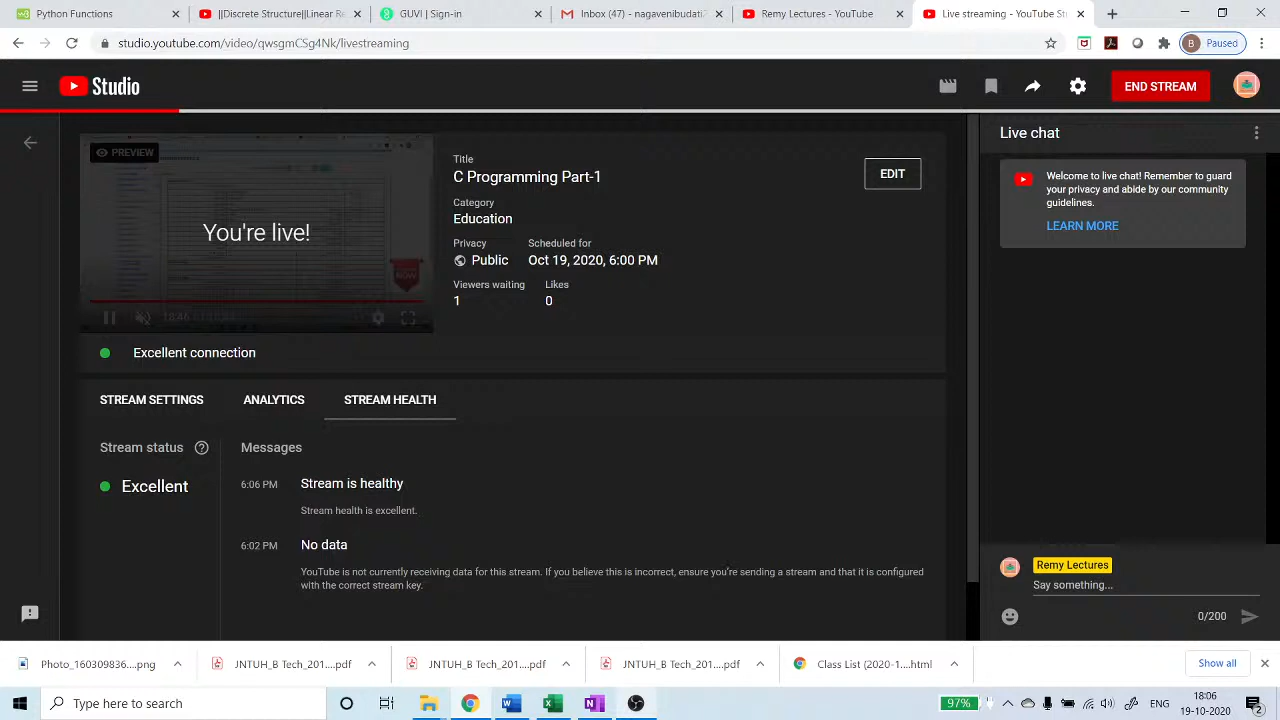 Python Functions
||Discrete Structure||Linear Re
GUVI | Sign-in
Inbox (47) - nagavenibudati
Remy Lectures - YouTube
Live streaming - YouTube St
studio.youtube.com/video/qwsgmCSg4Nk/livestreaming
B Paused
Studio
END STREAM
PREVIEW
You're live!
18:46
Title
C Programming Part-1
EDIT
Category
Education
Privacy
Public
Scheduled for
Oct 19, 2020, 6:00 PM
Viewers waiting
1
Likes
0
Excellent connection
Live chat
Welcome to live chat! Remember to guard
your privacy and abide by our community
guidelines.
LEARN MORE
STREAM SETTINGS
ANALYTICS
STREAM HEALTH
Stream status
Excellent
Messages
6:06 PM
Stream is healthy
Stream health is excellent.
6:02 PM
No data
YouTube is not currently receiving data for this stream. If you believe this is incorrect, ensure you're sending a stream and that it is configured
with the correct stream key.
Remy Lectures
Say something...
0/200
Photo_160309836....png
JNTUH_B Tech_201....pdf
JNTUH_B Tech_201....pdf
JNTUH_B Tech_201....pdf
Class List (2020-1....html
Show all
Type here to search
97%
ENG
18:06
19-10-2020
2